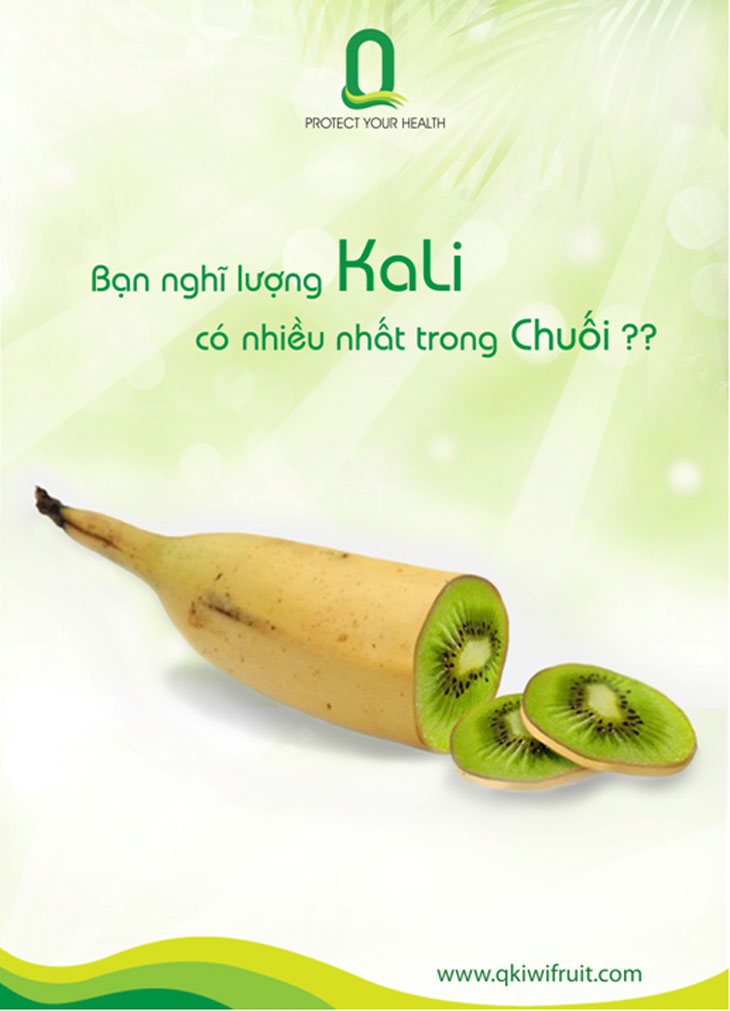 Q
PROTECT YOUR HEALTH
Bạn nghĩ lượng KaLi
có nhiều nhất trong Chuối ??
www.qkiwifruit.com